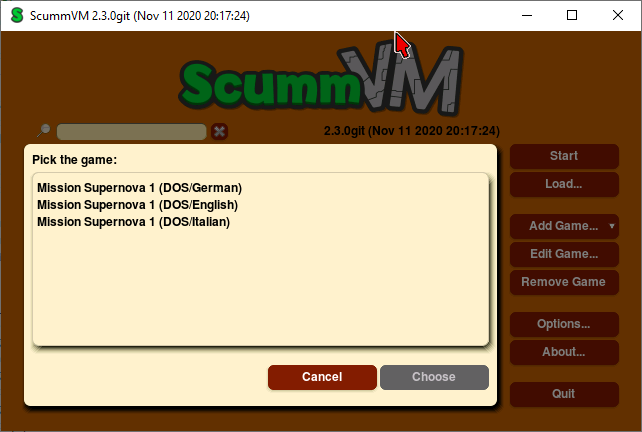 ScummVM 2.3.0git (Nov 11 2020 20:17:24)
ScummVM
2.3.0git (Nov 11 2020 20:17:24)
Pick the game:
Mission Supernova 1 (DOS/German)
Mission Supernova 1 (DOS/English)
Mission Supernova 1 (DOS/Italian)
Cancel
Choose
Start
Load...
Add Game...
Edit Game...
Remove Game
Options...
About...
Quit